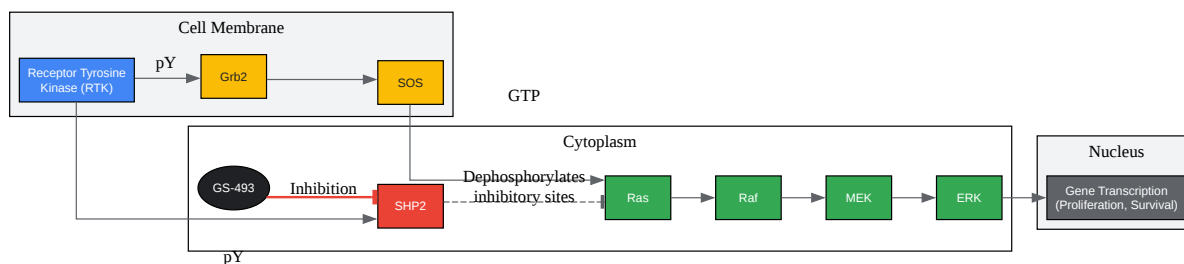 Cell Membrane
Receptor Tyrosine
Kinase (RTK)
pY
Grb2
SOS
GTP
Cytoplasm
GS-493
Inhibition
SHP2
Dephosphorylates
inhibitory sites
Ras
Raf
MEK
ERK
Nucleus
Gene Transcription
(Proliferation, Survival)
pY